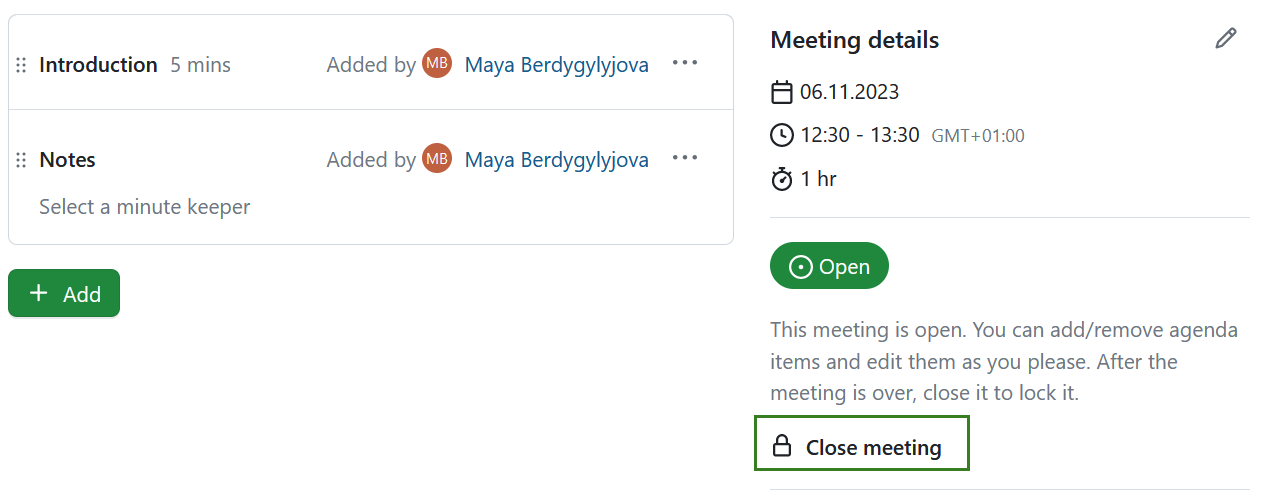 Introduction 5 mins Added by MB Maya Berdygylyjova
Notes Added by MB Maya Berdygylyjova
Select a minute keeper
+ Add
Meeting details
06.11.2023
12:30 - 13:30 GMT+01:00
1 hr
Open
This meeting is open. You can add/remove agenda
items and edit them as you please. After the
meeting is over, close it to lock it.
Close meeting